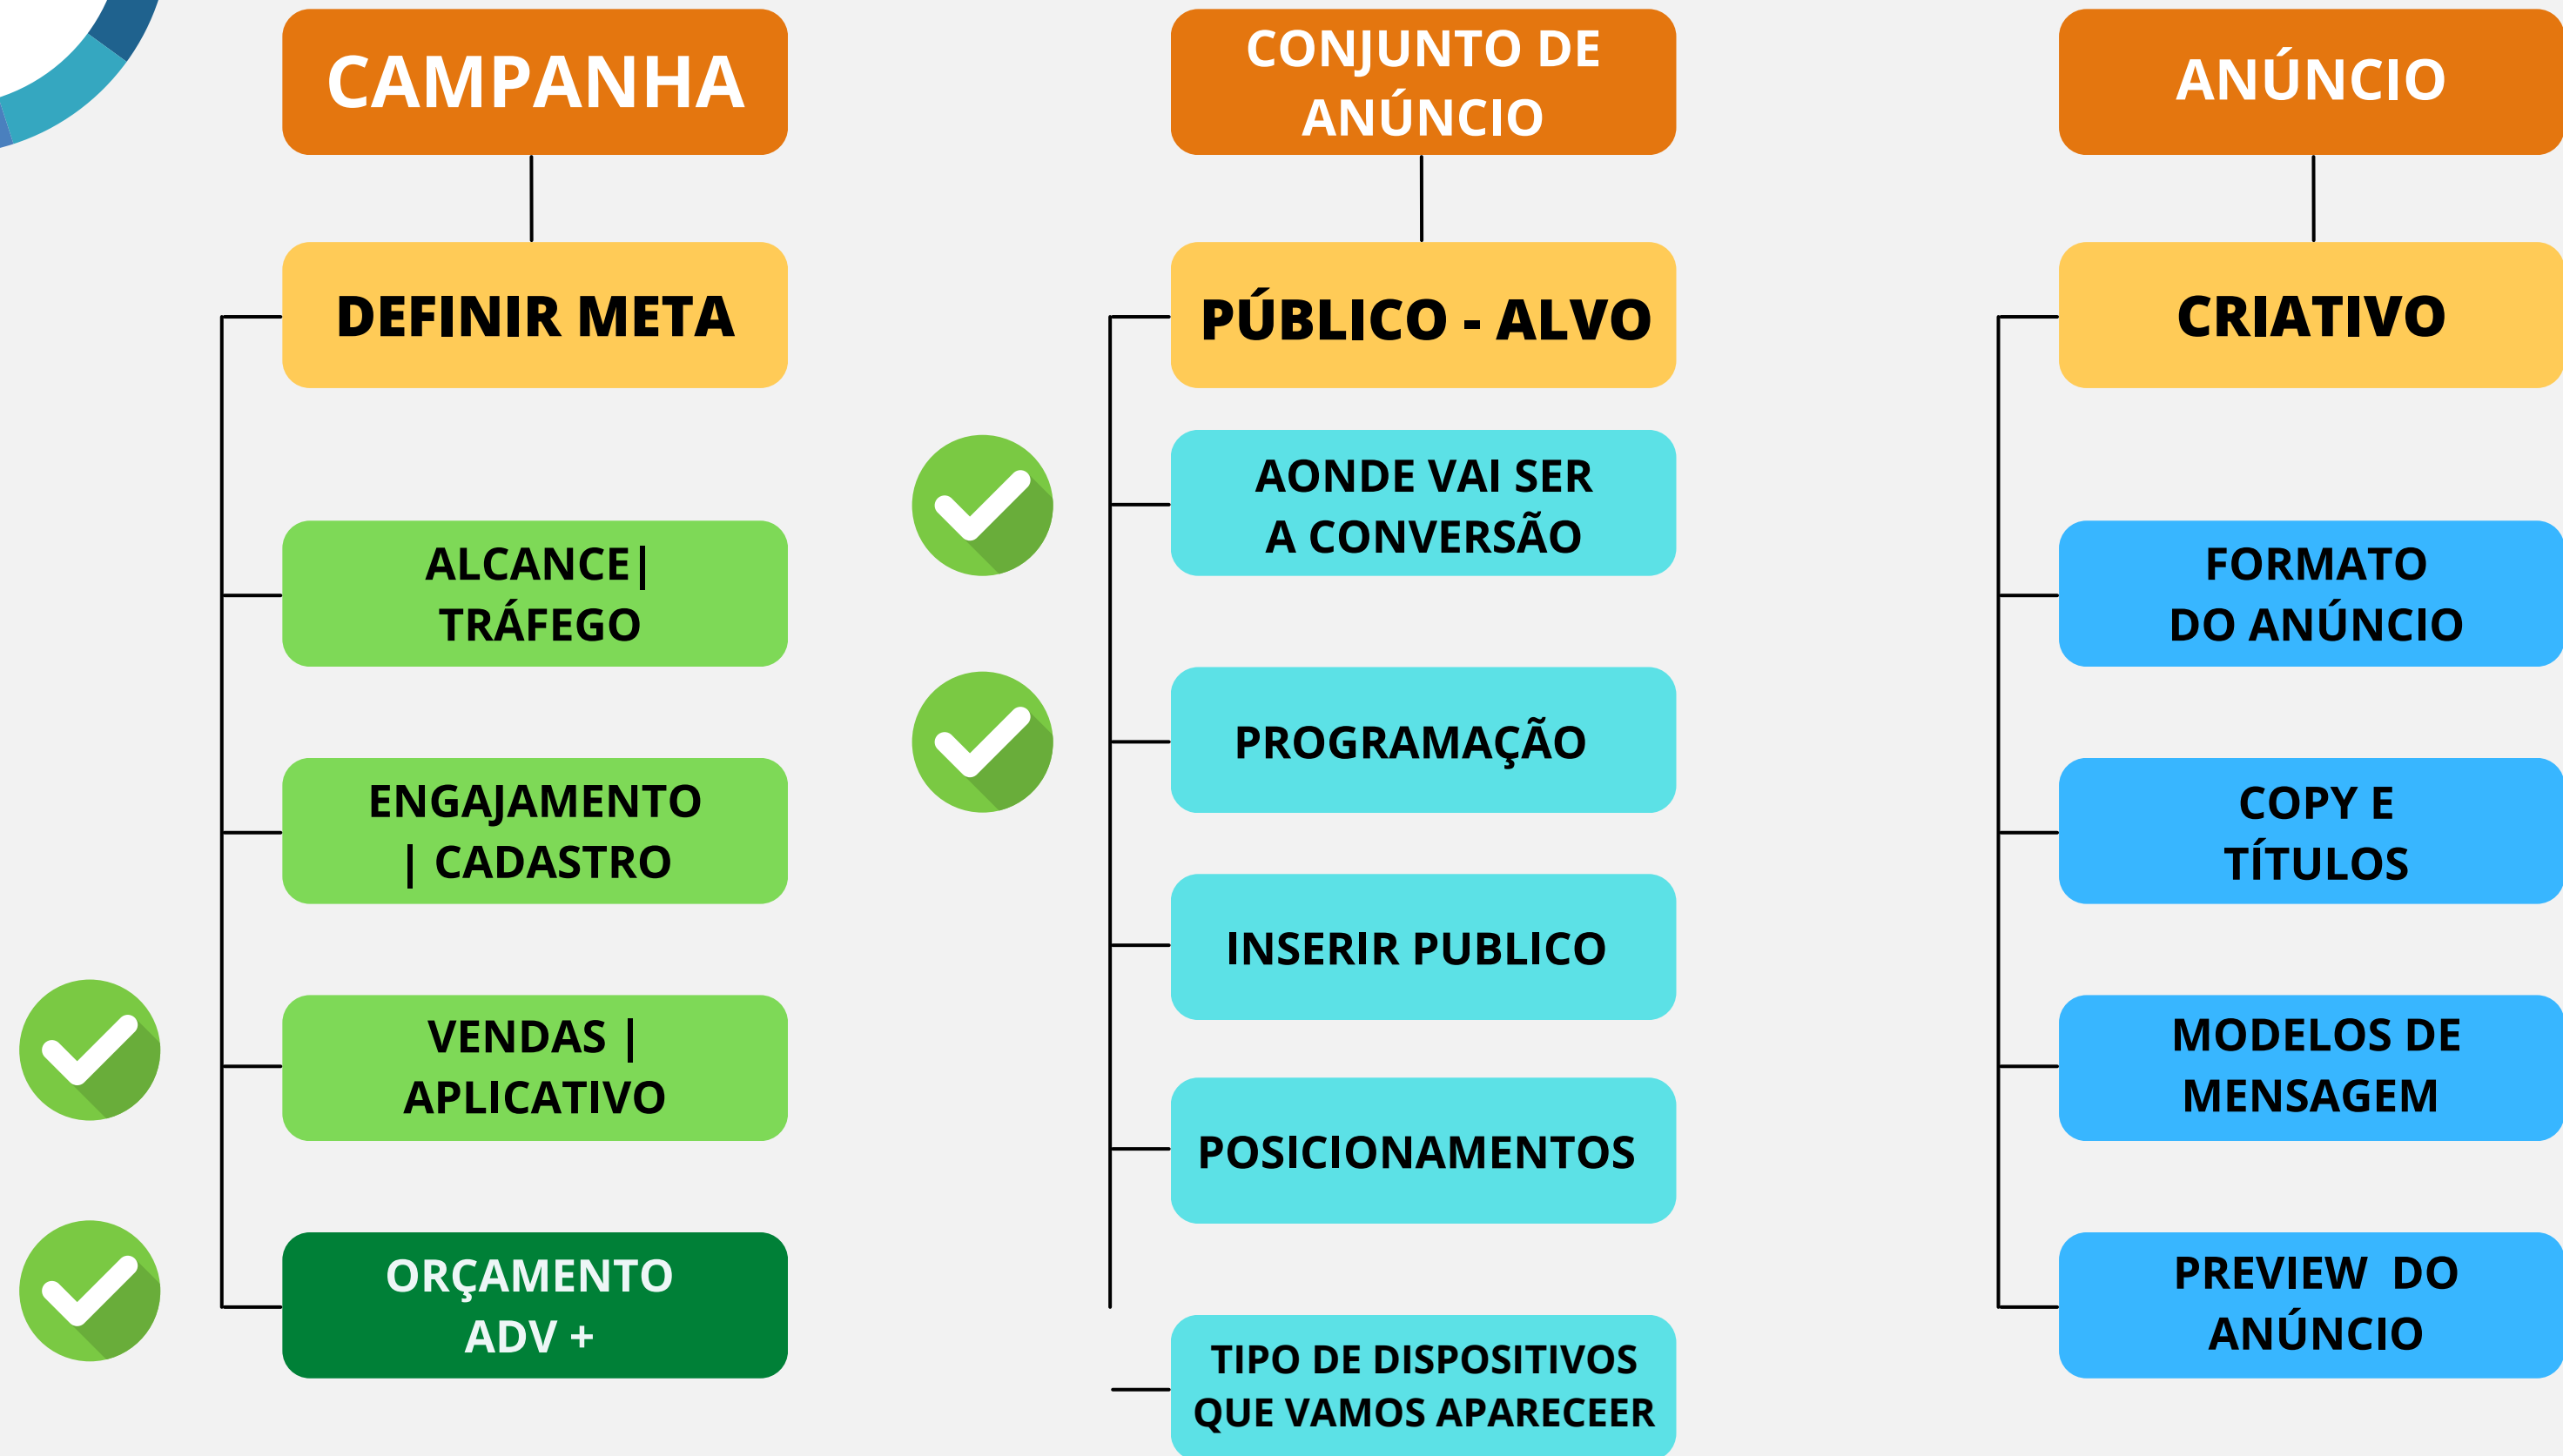 CAMPANHA
DEFINIR META
ALCANCE|
TRÁFEGO
ENGAJAMENTO
| CADASTRO
VENDAS |
APLICATIVO
ORÇAMENTO
ADV +
CONJUNTO DE
ANÚNCIO
PÚBLICO - ALVO
AONDE VAI SER
A CONVERSÃO
PROGRAMAÇÃO
INSERIR PUBLICO
POSICIONAMENTOS
TIPO DE DISPOSITIVOS
QUE VAMOS APARECEER
ANÚNCIO
CRIATIVO
FORMATO
DO ANÚNCIO
COPY E
TÍTULOS
MODELOS DE
MENSAGEM
PREVIEW DO
ANÚNCIO